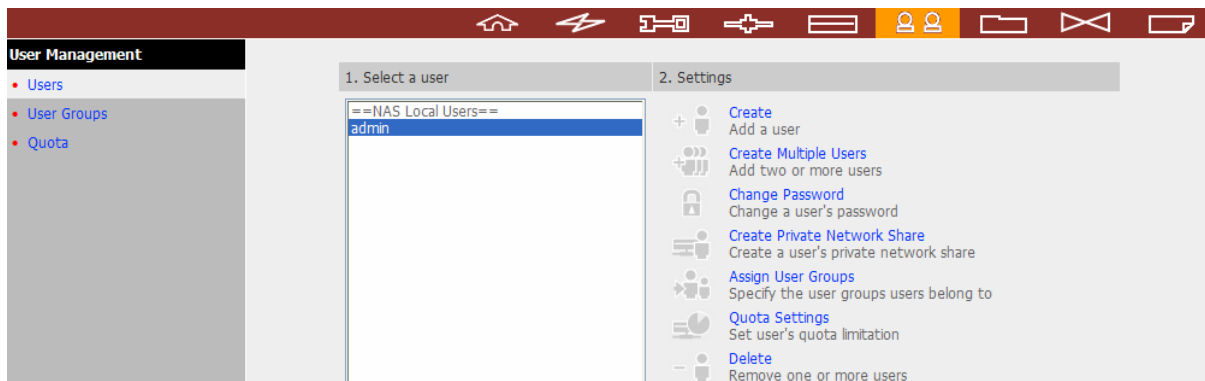 User Management
Users
User Groups
Quota
1. Select a user
==NAS Local Users==
admin
2. Settings
Create
Add a user
Create Multiple Users
Add two or more users
Change Password
Change a user's password
Create Private Network Share
Create a user's private network share
Assign User Groups
Specify the user groups users belong to
Quota Settings
Set user's quota limitation
Delete
Remove one or more users